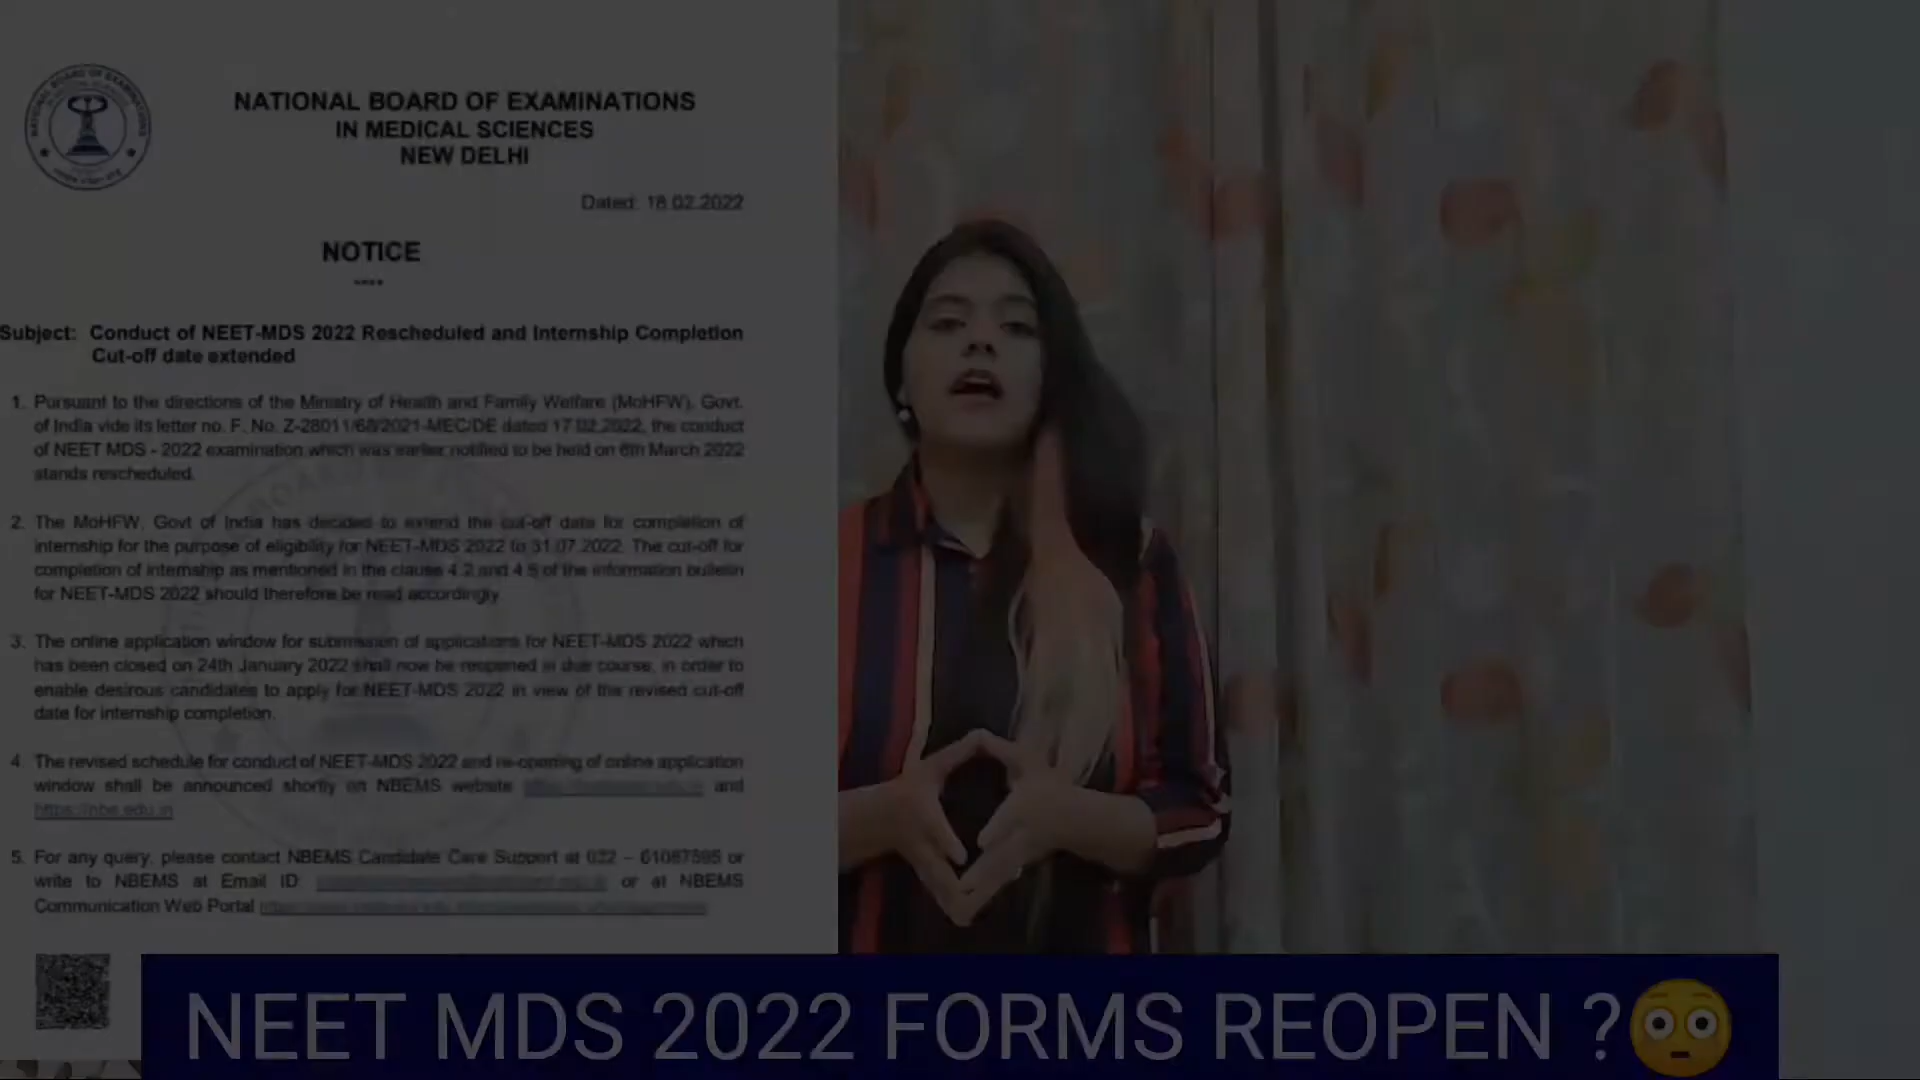 NATIONAL BOARD OF EXAMINATIONS
IN MEDICAL SCIENCES
NEW DELHI
Dated: 18.02.2022
NOTICE
Subject: Conduct of NEET-MDS 2022 Rescheduled and Internship Completion
Cut-off date extended
1. Pursuant to the directions of the Ministry of Health and Family Welfare (MoHFW), Govt.
of India vide its letter no. F. No. Z-28011/68/2021-MEC/DE dated 17.02.2022, the conduct
of NEET MDS - 2022 examination which was earlier notified to be held on 6th March 2022
stands rescheduled.
2. The MoHFW, Govt of India has decided to extend the cut-off date for completion of
internship for the purpose of eligibility for NEET-MDS 2022 to 31.07.2022. The cut-off for
completion of internship as mentioned in the clause 4.2 and 4.5 of the information bulletin
for NEET-MDS 2022 should therefore be read accordingly
3. The online application window for submission of applications for NEET-MDS 2022 which
has been closed on 24th January 2022 shall now be reopened in due course, in order to
enable desirous candidates to apply for NEET-MDS 2022 in view of the revised cut-off
date for internship completion.
4. The revised schedule for conduct of NEET-MDS 2022 and re-opening of online application
window shall be announced shortly on NBEMS website and
https://nbe.edu.in
5. For any query, please contact NBEMS Candidate Care Support at 022 – 61087595 or
write to NBEMS at Email ID or at NBEMS
Communication Web Portal
NEET MDS 2022 FORMS REOPEN ?😳